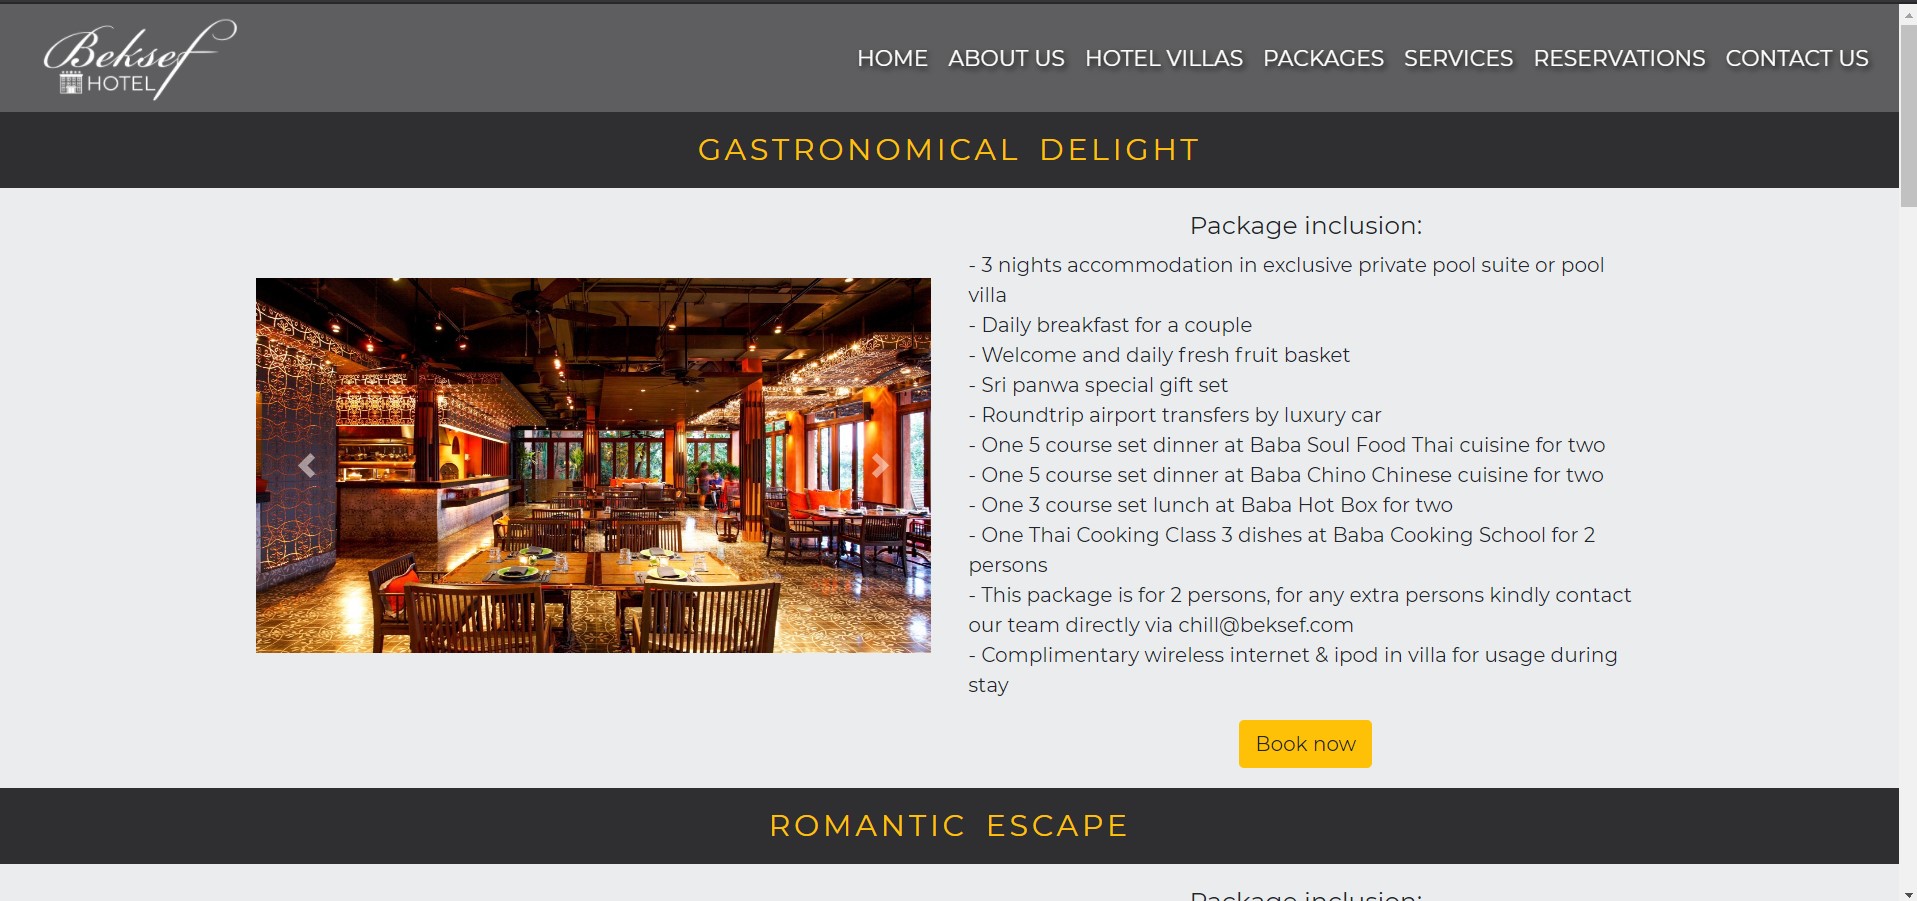 Beksef
HOTEL
HOME ABOUT US HOTEL VILLAS PACKAGES SERVICES RESERVATIONS CONTACT US
GASTRONOMICAL DELIGHT
Package inclusion:
- 3 nights accommodation in exclusive private pool suite or pool
villa
- Daily breakfast for a couple
- Welcome and daily fresh fruit basket
- Sri panwa special gift set
- Roundtrip airport transfers by luxury car
- One 5 course set dinner at Baba Soul Food Thai cuisine for two
- One 5 course set dinner at Baba Chino Chinese cuisine for two
- One 3 course set lunch at Baba Hot Box for two
- One Thai Cooking Class 3 dishes at Baba Cooking School for 2
persons
- This package is for 2 persons, for any extra persons kindly contact
our team directly via chill@beksef.com
- Complimentary wireless internet & ipod in villa for usage during
stay
Book now
ROMANTIC ESCAPE
Package inclusion: